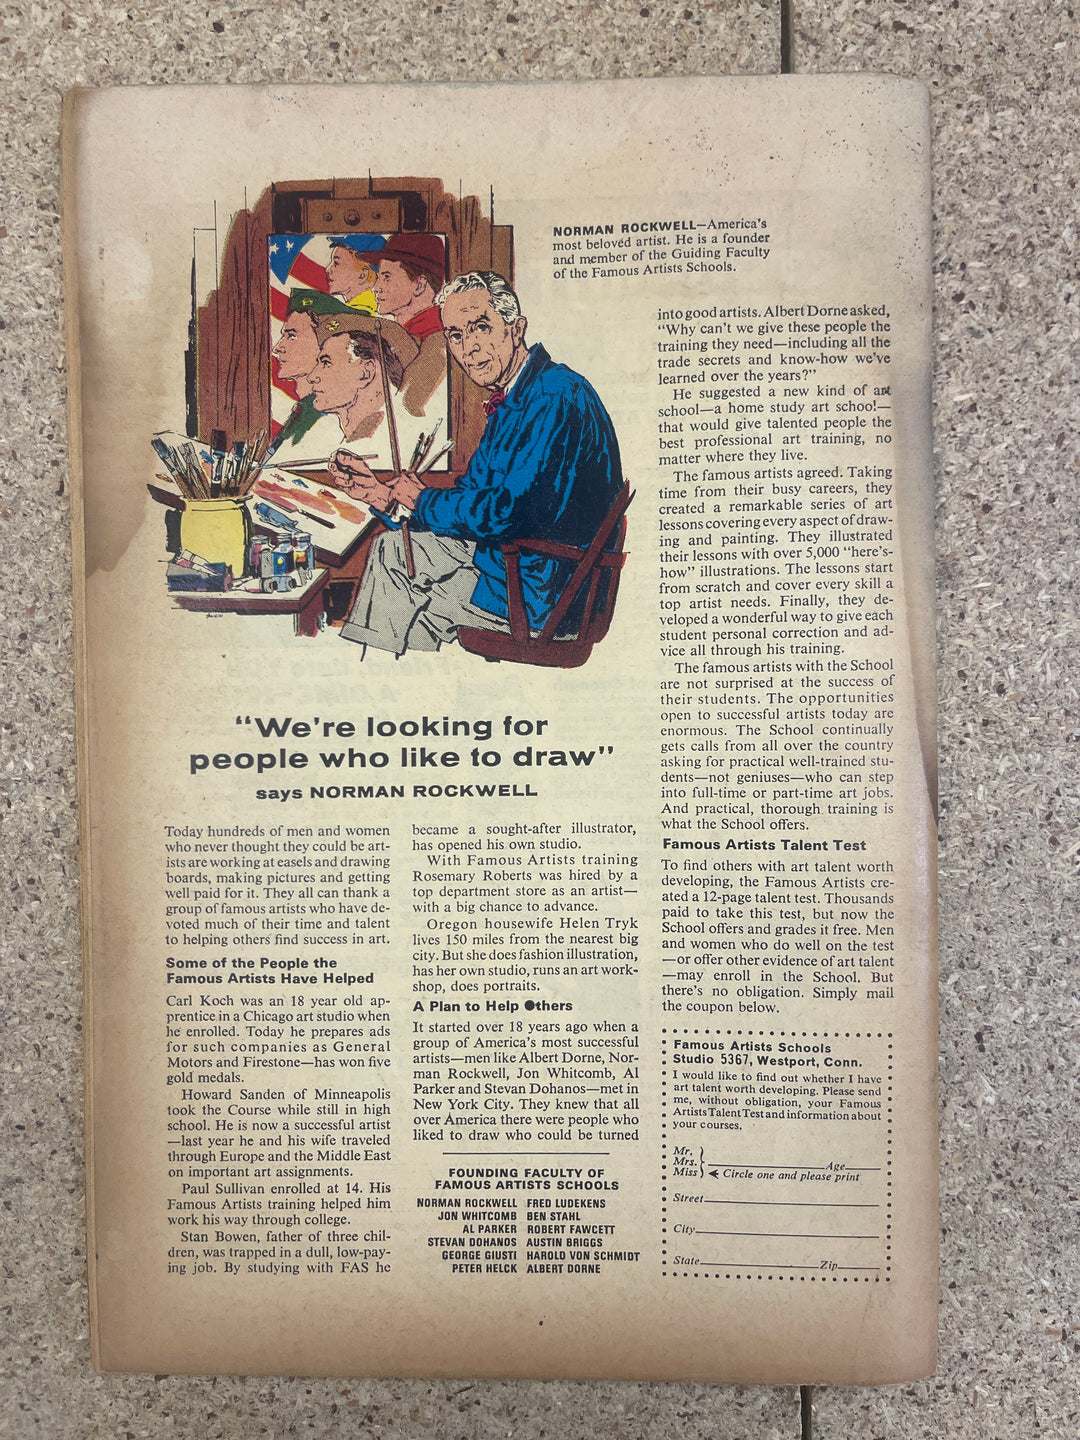 NORMAN ROCKWELL—America's
most beloved artist. He is a founder
and member of the Guiding Faculty
of the Famous Artists Schools.
"We're looking for
people who like to draw"
says NORMAN ROCKWELL
Today hundreds of men and women
who never thought they could be art-
ists are working at easels and drawing
boards, making pictures and getting
well paid for it. They all can thank a
group of famous artists who have de-
voted much of their time and talent
to helping others find success in art.
Some of the People the
Famous Artists Have Helped
Carl Koch was an 18 year old ap-
prentice in a Chicago art studio when
he enrolled. Today he prepares ads
for such companies as General
Motors and Firestone—has won five
gold medals.
Howard Sanden of Minneapolis
took the Course while still in high
school. He is now a successful artist
—last year he and his wife traveled
through Europe and the Middle East
on important art assignments.
Paul Sullivan enrolled at 14. His
Famous Artists training helped him
work his way through college.
Stan Bowen, father of three chil-
dren, was trapped in a dull, low-pay-
ing job. By studying with FAS he
became a sought-after illustrator,
has opened his own studio.
With Famous Artists training
Rosemary Roberts was hired by a
top department store as an artist—
with a big chance to advance.
Oregon housewife Helen Tryk
lives 150 miles from the nearest big
city. But she does fashion illustration,
has her own studio, runs an art work-
shop, does portraits.
A Plan to Help Others
It started over 18 years ago when a
group of America's most successful
artists—men like Albert Dorne, Nor-
man Rockwell, Jon Whitcomb, Al
Parker and Stevan Dohanos—met in
New York City. They knew that all
over America there were people who
liked to draw who could be turned
into good artists. Albert Dorne asked,
"Why can't we give these people the
training they need—including all the
trade secrets and know-how we've
learned over the years?"
He suggested a new kind of art
school—a home study art school—
that would give talented people the
best professional art training, no
matter where they live.
The famous artists agreed. Taking
time from their busy careers, they
created a remarkable series of art
lessons covering every aspect of draw-
ing and painting. They illustrated
their lessons with over 5,000 "here's-
how" illustrations. The lessons start
from scratch and cover every skill a
top artist needs. Finally, they de-
veloped a wonderful way to give each
student personal correction and ad-
vice all through his training.
The famous artists with the School
are not surprised at the success of
their students. The opportunities
open to successful artists today are
enormous. The School continually
gets calls from all over the country
asking for practical well-trained stu-
dents—not geniuses—who can step
into full-time or part-time art jobs.
And practical, thorough training is
what the School offers.
Famous Artists Talent Test
To find others with art talent worth
developing, the Famous Artists cre-
ated a 12-page talent test. Thousands
paid to take this test, but now the
School offers and grades it free. Men
and women who do well on the test
—or offer other evidence of art talent
—may enroll in the School. But
there's no obligation. Simply mail
the coupon below.
FOUNDING FACULTY OF
FAMOUS ARTISTS SCHOOLS
NORMAN ROCKWELL FRED LUDEKENS
JON WHITCOMB BEN STAHL
AL PARKER ROBERT FAWCETT
STEVAN DOHANOS AUSTIN BRIGGS
GEORGE GIUSTI HAROLD VON SCHMIDT
PETER HELCK ALBERT DORNE
Famous Artists Schools
Studio 5367, Westport, Conn.
I would like to find out whether I have
art talent worth developing. Please send
me, without obligation, your Famous
Artists Talent Test and information about
your courses.
Mr.
Mrs. Age
Miss Circle one and please print
Street
City
State Zip